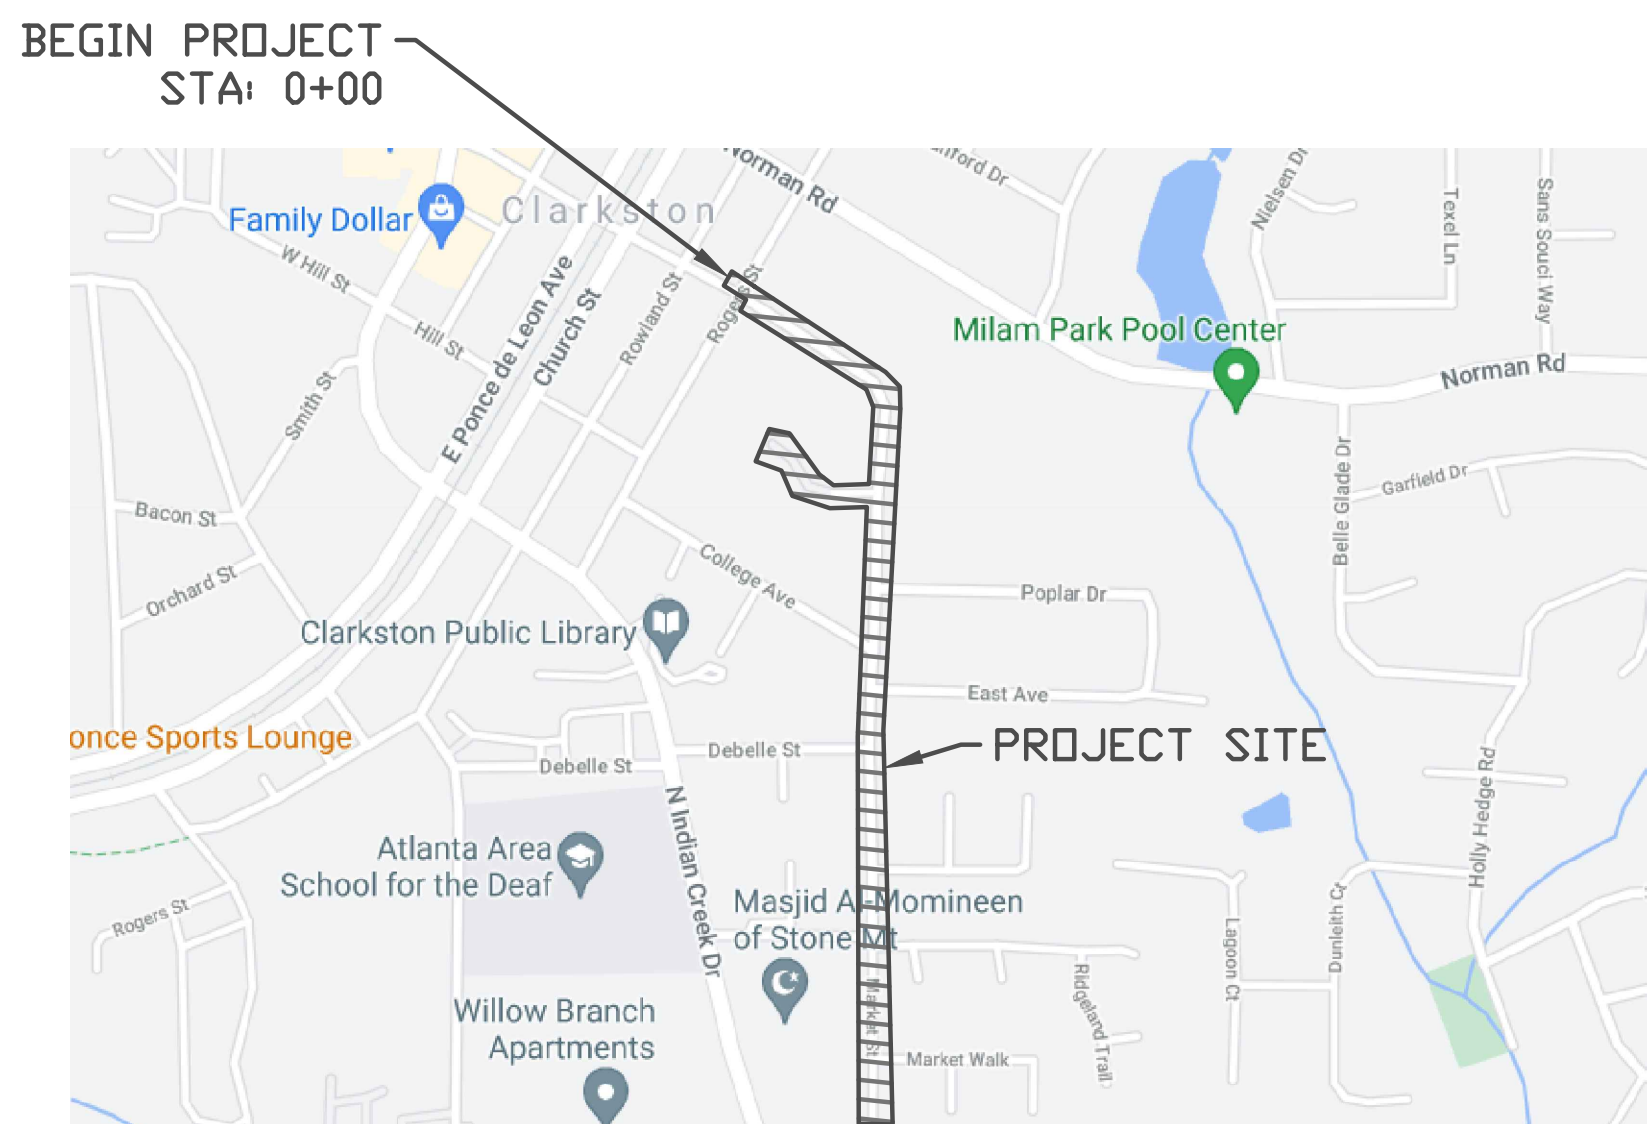 BEGIN PROJECT
STA: 0+00
Norman Rd
nford Dr
Nielsen Dr
Texel Ln
Sans Souci Way
Family Dollar
Clarkston
W Hill St
Hill St
E Ponce de Leon Ave
Church St
Rowland St
Rogers St
Milam Park Pool Center
Norman Rd
Smith St
Belle Glade Dr
Garfield Dr
Bacon St
Orchard St
College Ave
Poplar Dr
Clarkston Public Library
East Ave
once Sports Lounge
Debelle St
Debelle St
PROJECT SITE
N Indian Creek Dr
Holly Hedge Rd
Atlanta Area
School for the Deaf
Rogers St
Masjid Al-Momineen
of Stone Mt
Lagoon Ct
Dunleith Ct
Ridgeland Trail
Market St
Willow Branch
Apartments
Market Walk